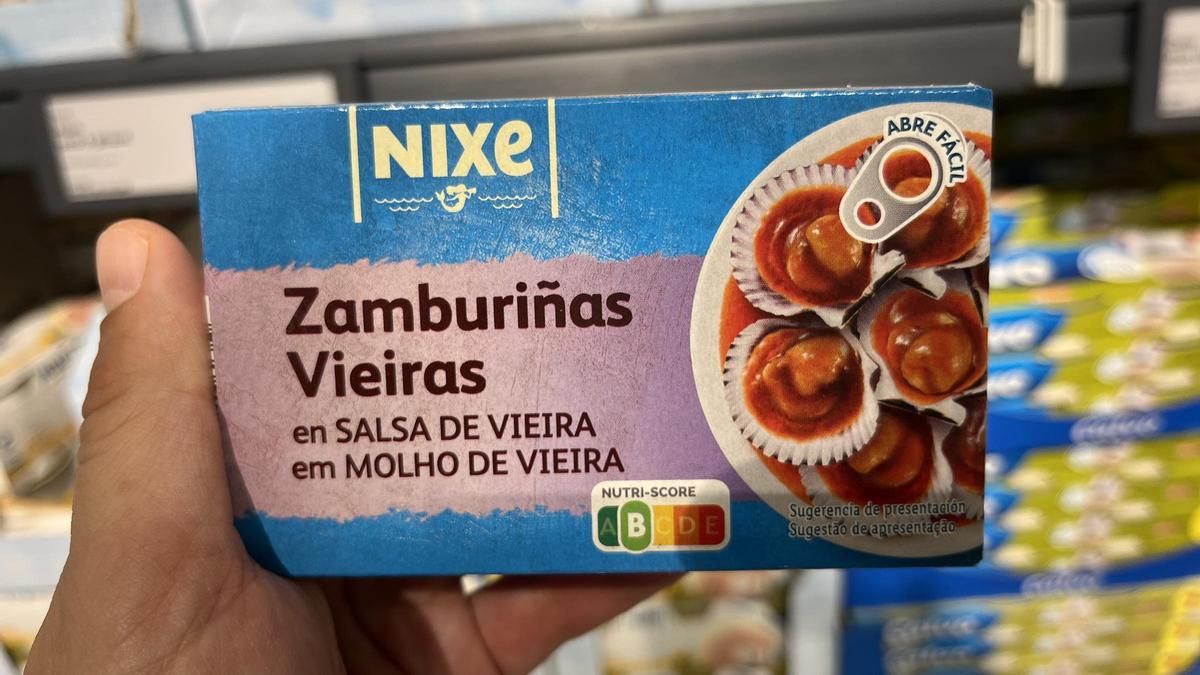 NIXe
ABRE FÁCIL
Zamburiñas
Vieiras
en SALSA DE VIEIRA
em MOLHO DE VIEIRA
NUTRI-SCORE
A B C D E
Sugerencia de presentación
Sugestão de apresentação